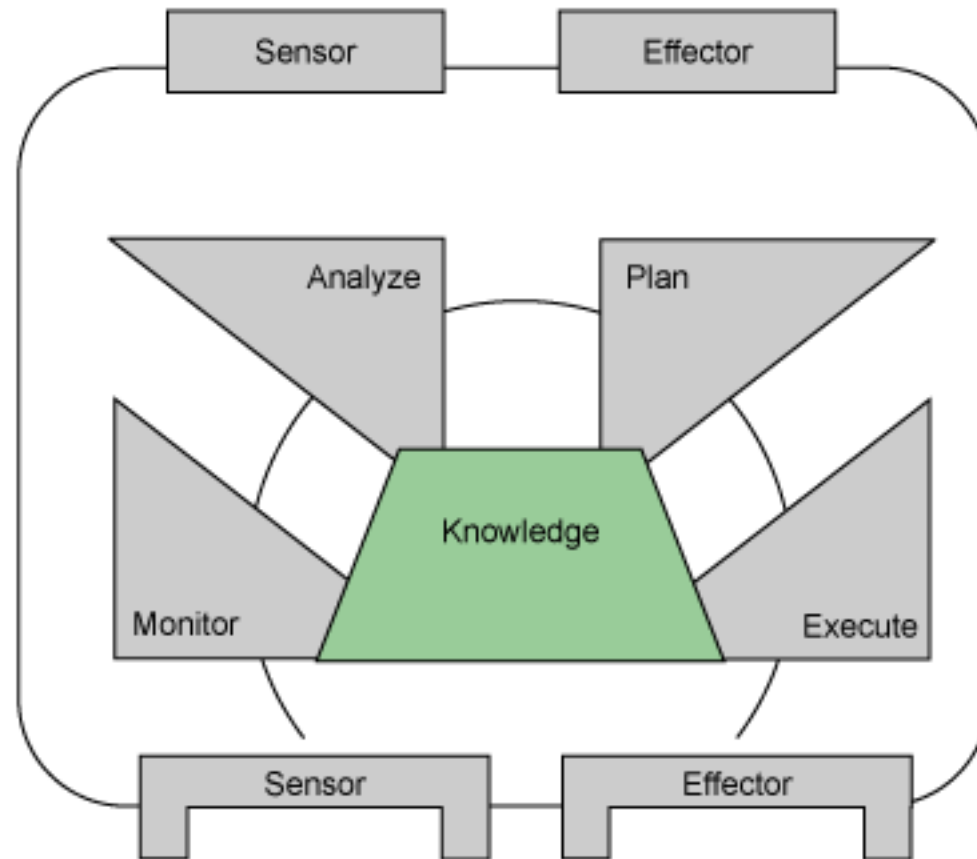 Sensor
Effector
Analyze
Plan
Knowledge
Monitor
Execute
Sensor
Effector